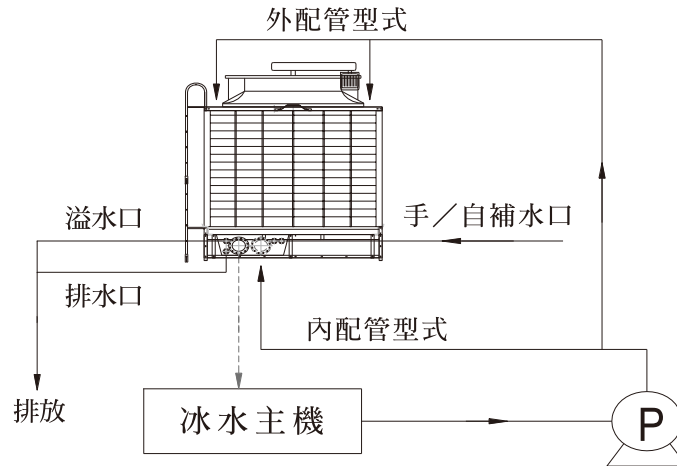 外配管型式
溢水口
手／自補水口
排水口
內配管型式
排放
冰水主機
P